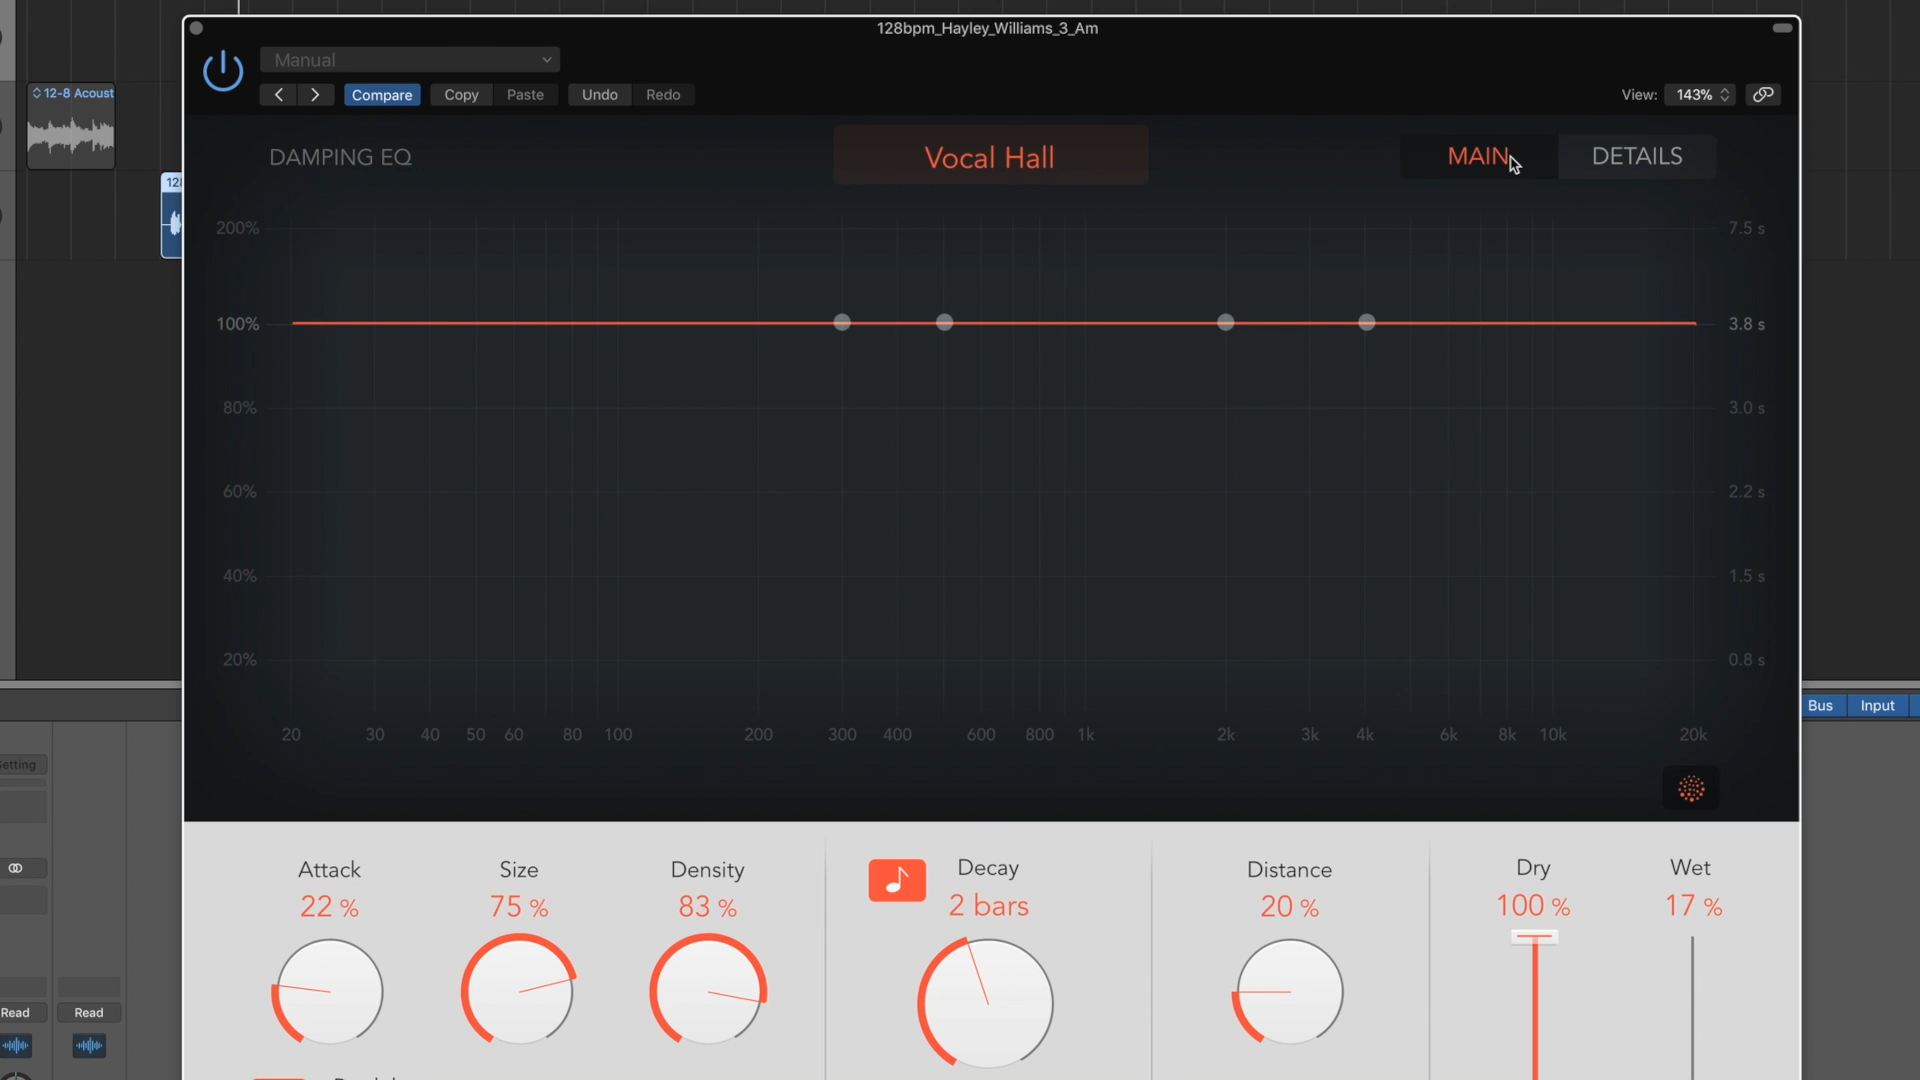 128bpm_Hayley_Williams_3_Am
Manual
Compare Copy Paste Undo Redo
View: 143%
12-8 Acoust
DAMPING EQ
Vocal Hall
MAIN DETAILS
200% 7.5 s
100% 3.8 s
80% 3.0 s
60% 2.2 s
40% 1.5 s
20% 0.8 s
20 30 40 50 60 80 100 200 300 400 600 800 1k 2k 3k 4k 6k 8k 10k 20k
Bus Input
Attack Size Density Decay Distance Dry Wet
22 % 75 % 83 % 2 bars 20 % 100 % 17 %
Read Read